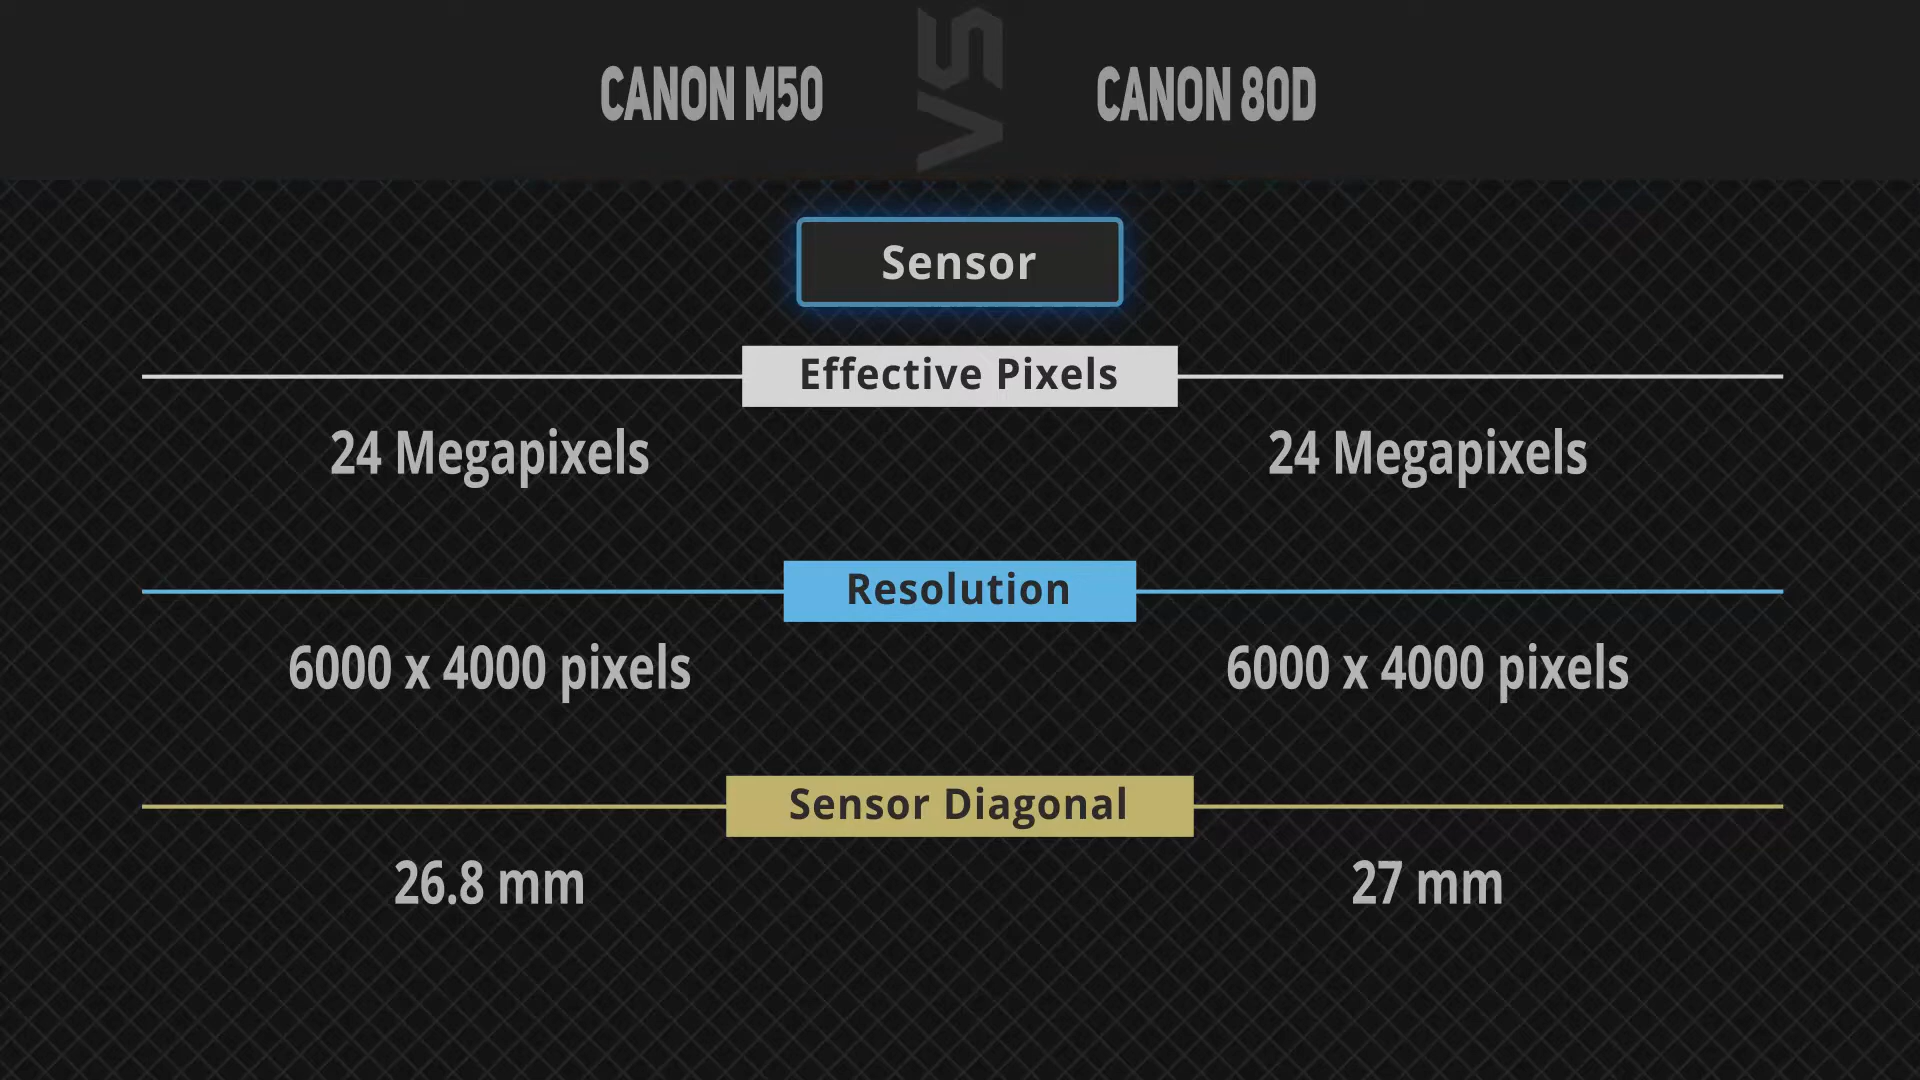 CANON M50 VS CANON 80D
Sensor
Effective Pixels
24 Megapixels 24 Megapixels
Resolution
6000 x 4000 pixels 6000 x 4000 pixels
Sensor Diagonal
26.8 mm 27 mm